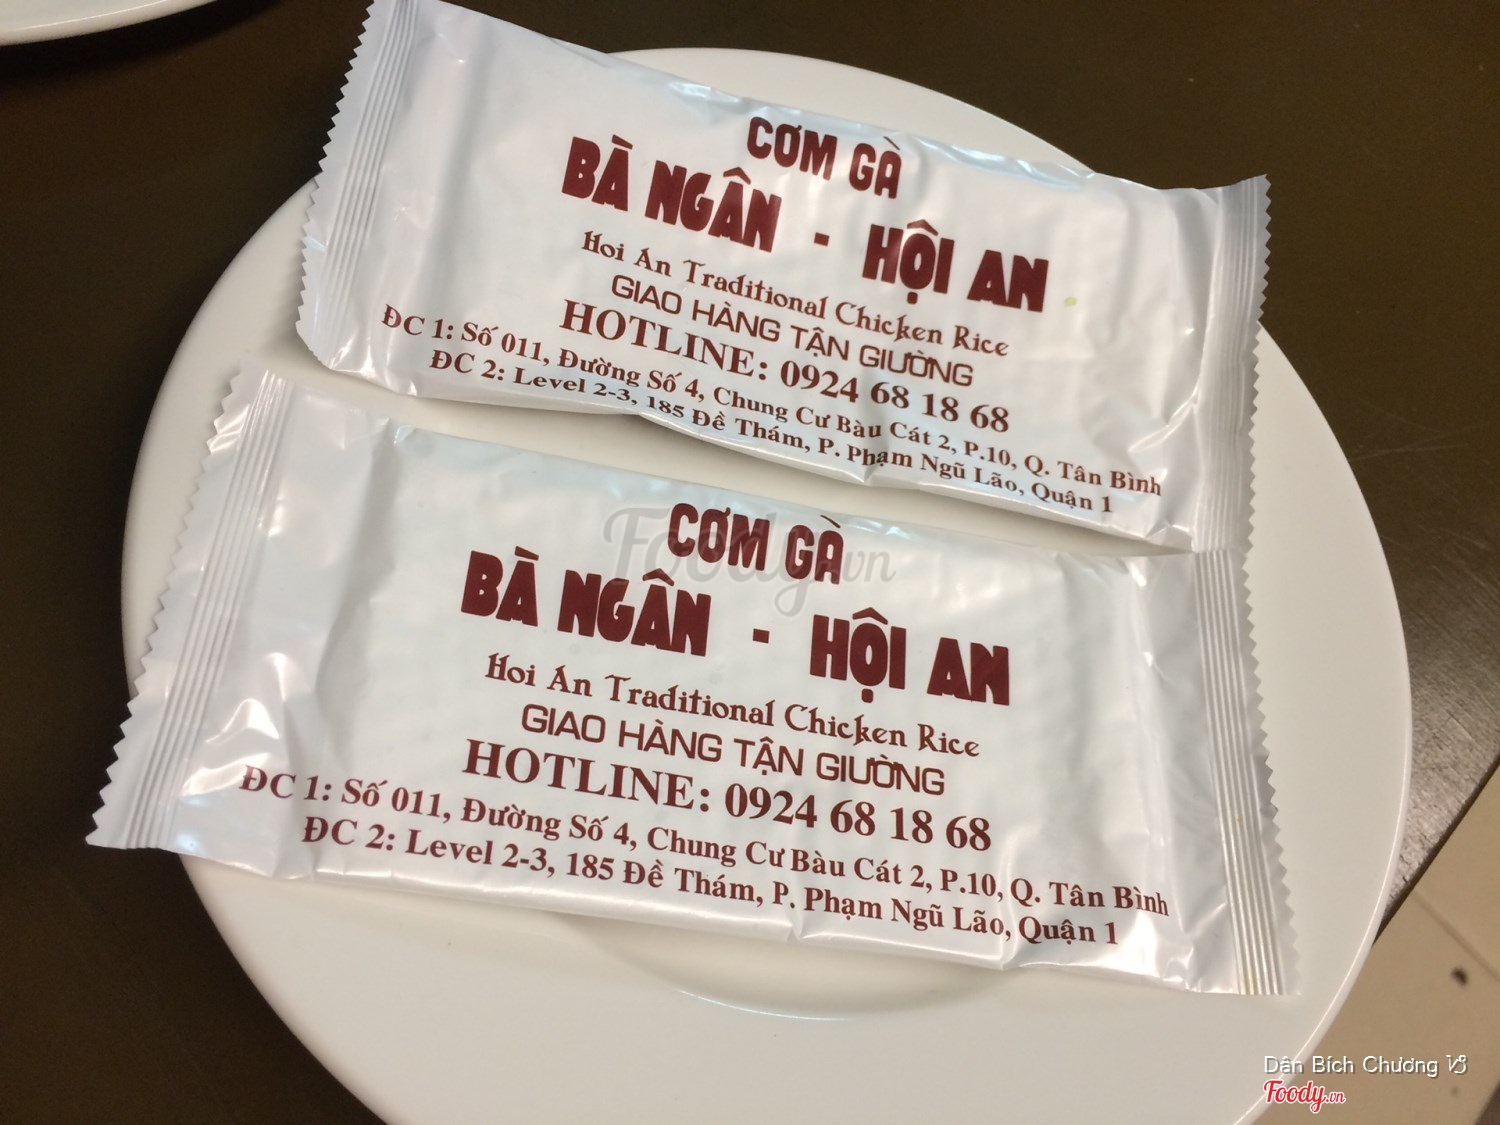 CƠM GÀ
BÀ NGÂN - HỘI AN
Hoi An Traditional Chicken Rice
GIAO HÀNG TẬN GIƯỜNG
HOTLINE: 0924 68 18 68
ĐC 1: Số 011, Đường Số 4, Chung Cư Bàu Cát 2, P.10, Q. Tân Bình
ĐC 2: Level 2-3, 185 Đề Thám, P. Phạm Ngũ Lão, Quận 1
Foody.vn
CƠM GÀ
BÀ NGÂN - HỘI AN
Hoi An Traditional Chicken Rice
GIAO HÀNG TẬN GIƯỜNG
HOTLINE: 0924 68 18 68
ĐC 1: Số 011, Đường Số 4, Chung Cư Bàu Cát 2, P.10, Q. Tân Bình
ĐC 2: Level 2-3, 185 Đề Thám, P. Phạm Ngũ Lão, Quận 1
Dân Bích Chương ♑
Foody.vn